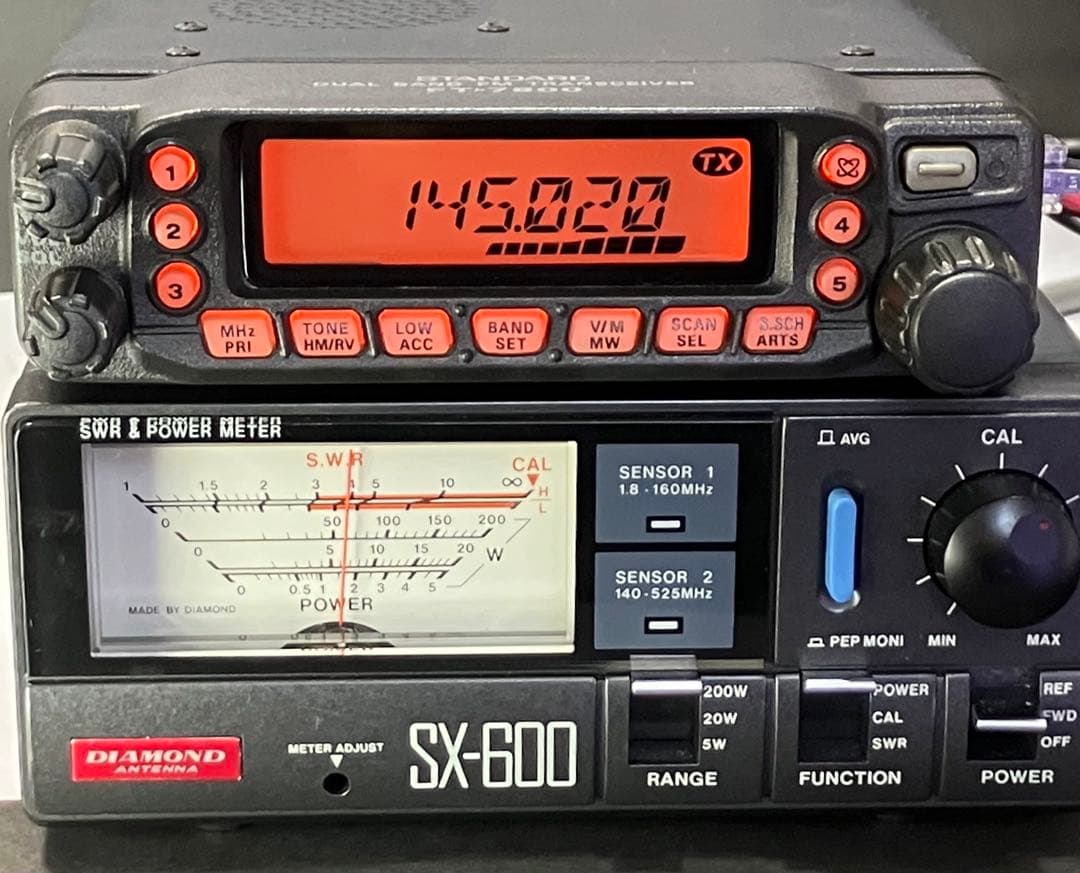 STANDARD
DUAL BAND FM TRANSCEIVER
FT-7800
1
2
3
SQL
TX
145.020
4
5
MHz
PRI
TONE
HM/RV
LOW
ACC
BAND
SET
V/M
MW
SCAN
SEL
S.SCH
ARTS
SWR & POWER METER
S.W.R
CAL
1 1.5 2 3 4 5 10 ∞
H
L
0 50 100 150 200
0 5 10 15 20 W
0 0.5 1 2 3 4 5
MADE BY DIAMOND
POWER
SENSOR 1
1.8 - 160MHz
SENSOR 2
140-525MHz
AVG
PEP MONI
CAL
MIN
MAX
DIAMOND
ANTENNA
METER ADJUST
SX-600
200W
20W
5W
RANGE
POWER
CAL
SWR
FUNCTION
REF
FWD
OFF
POWER